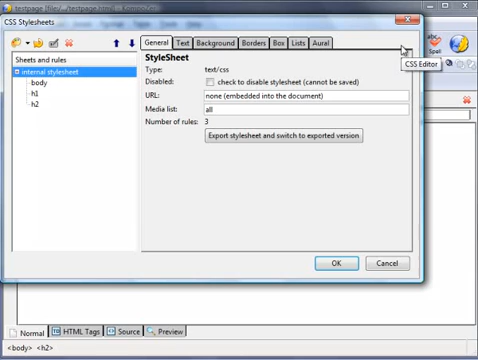 CSS Stylesheets
General
Text
Background
Borders
Box
Lists
Aural
Sheets and rules
internal stylesheet
body
h1
h2
StyleSheet
Type: text/css
Disabled: check to disable stylesheet (cannot be saved)
URL: none (embedded into the document)
Media list: all
Number of rules: 3
Export stylesheet and switch to exported version
OK
Cancel
CSS Editor
Normal
HTML Tags
Source
Preview
<body> <h2>